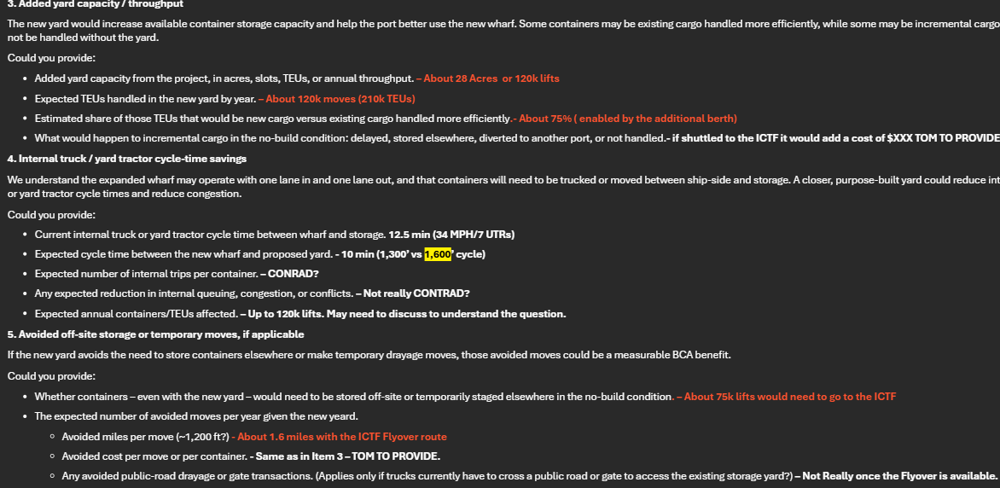 3. Added yard capacity / throughput
The new yard would increase available container storage capacity and help the port better use the new wharf. Some containers may be existing cargo handled more efficiently, while some may be incremental cargo
not be handled without the yard.
Could you provide:
• Added yard capacity from the project, in acres, slots, TEUs, or annual throughput. – About 28 Acres or 120k lifts
• Expected TEUs handled in the new yard by year. – About 120k moves (210k TEUs)
• Estimated share of those TEUs that would be new cargo versus existing cargo handled more efficiently.- About 75% ( enabled by the additional berth)
• What would happen to incremental cargo in the no-build condition: delayed, stored elsewhere, diverted to another port, or not handled.- if shuttled to the ICTF it would add a cost of $XXX TOM TO PROVIDE
4. Internal truck / yard tractor cycle-time savings
We understand the expanded wharf may operate with one lane in and one lane out, and that containers will need to be trucked or moved between ship-side and storage. A closer, purpose-built yard could reduce int
or yard tractor cycle times and reduce congestion.
Could you provide:
• Current internal truck or yard tractor cycle time between wharf and storage. 12.5 min (34 MPH/7 UTRs)
• Expected cycle time between the new wharf and proposed yard. - 10 min (1,300’ vs 1,600’ cycle)
• Expected number of internal trips per container. – CONRAD?
• Any expected reduction in internal queuing, congestion, or conflicts. – Not really CONTRAD?
• Expected annual containers/TEUs affected. – Up to 120k lifts. May need to discuss to understand the question.
5. Avoided off-site storage or temporary moves, if applicable
If the new yard avoids the need to store containers elsewhere or make temporary drayage moves, those avoided moves could be a measurable BCA benefit.
Could you provide:
• Whether containers – even with the new yard – would need to be stored off-site or temporarily staged elsewhere in the no-build condition. – About 75k lifts would need to go to the ICTF
• The expected number of avoided moves per year given the new yeard.
○ Avoided miles per move (~1,200 ft?) - About 1.6 miles with the ICTF Flyover route
○ Avoided cost per move or per container. - Same as in Item 3 – TOM TO PROVIDE.
○ Any avoided public-road drayage or gate transactions. (Applies only if trucks currently have to cross a public road or gate to access the existing storage yard?) – Not Really once the Flyover is available.